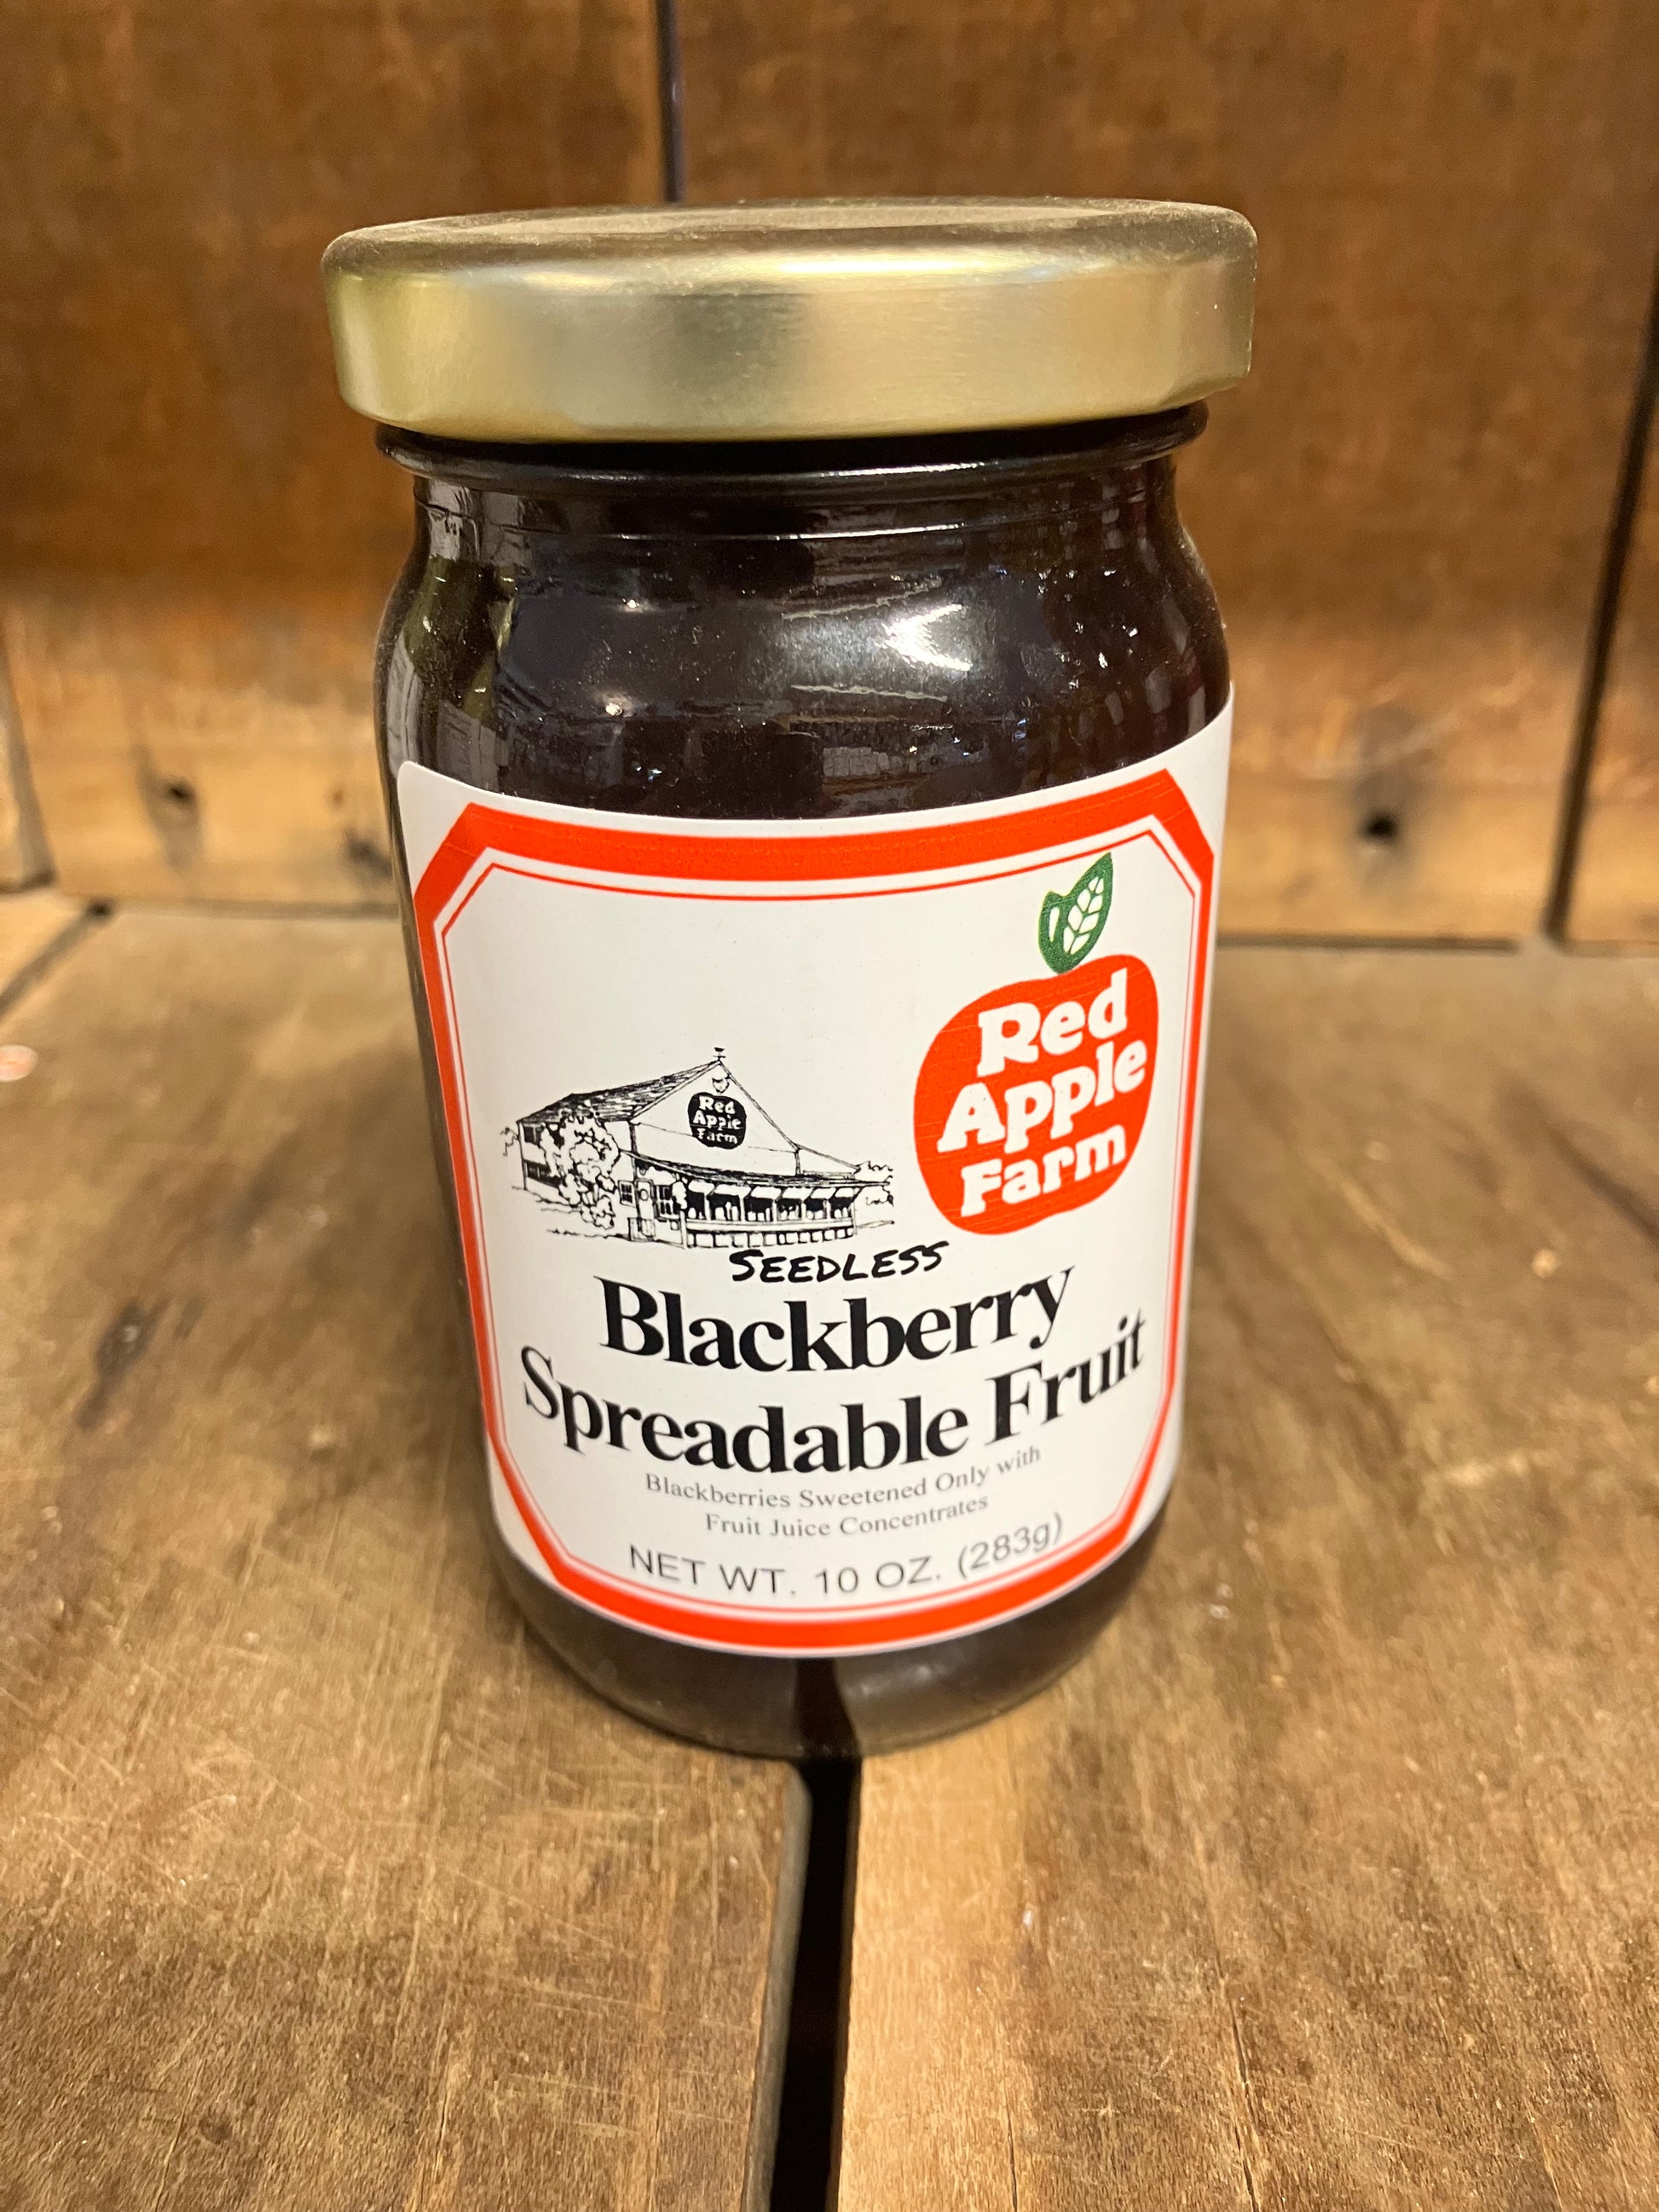 Red
Apple
Farm
Red
Apple
Farm
SEEDLESS
Blackberry
Spreadable Fruit
Blackberries Sweetened Only with
Fruit Juice Concentrates
NET WT. 10 OZ. (283g)